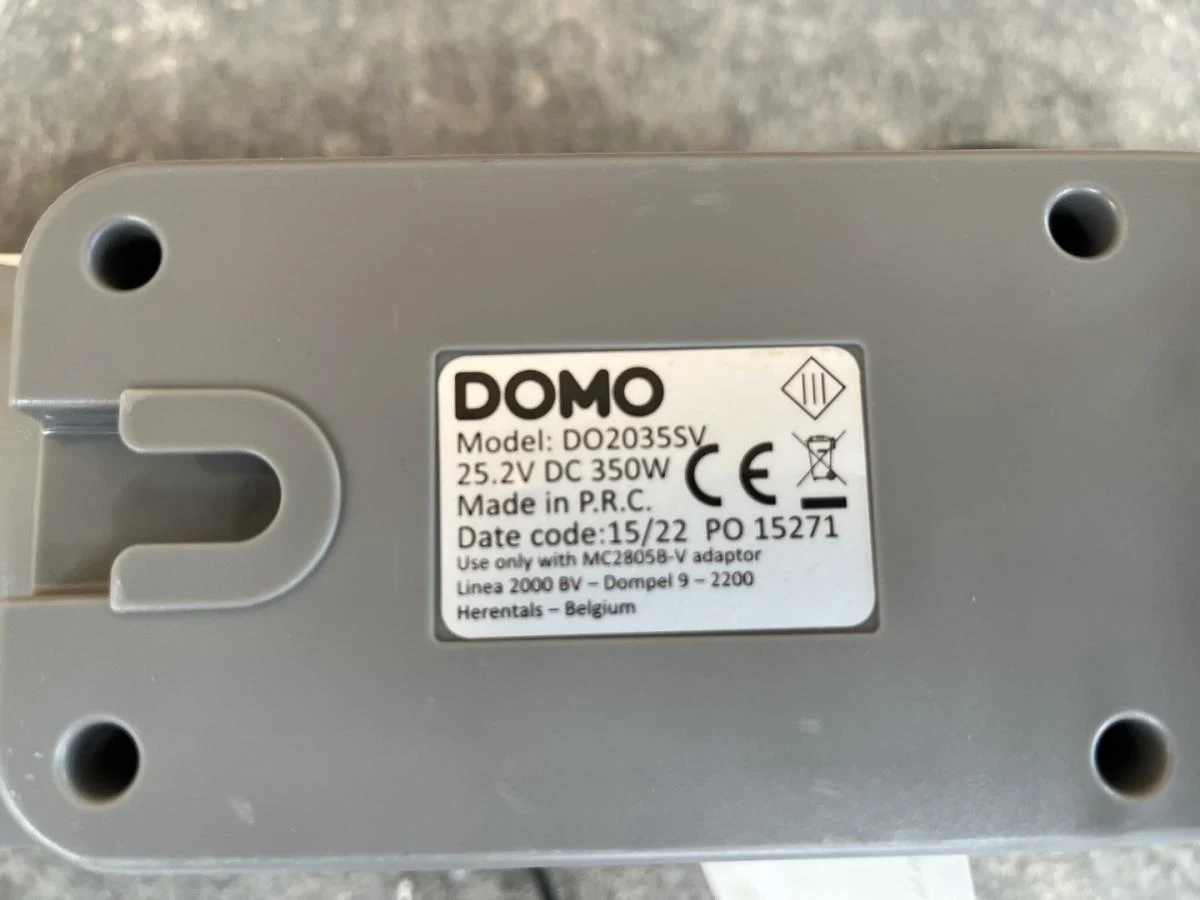 DOMO
Model: DO2035SV
25.2V DC 350W
CE
Made in P.R.C.
Date code:15/22 PO 15271
Use only with MC2805B-V adaptor
Linea 2000 BV – Dompel 9 – 2200
Herentals – Belgium